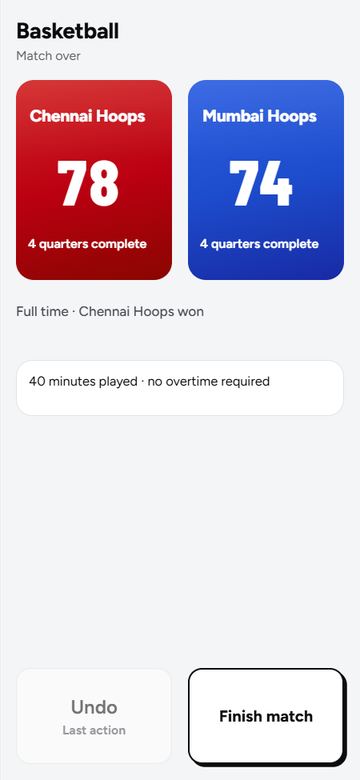 Basketball
Match over
Chennai Hoops
78
4 quarters complete
Mumbai Hoops
74
4 quarters complete
Full time · Chennai Hoops won
40 minutes played · no overtime required
Undo
Last action
Finish match